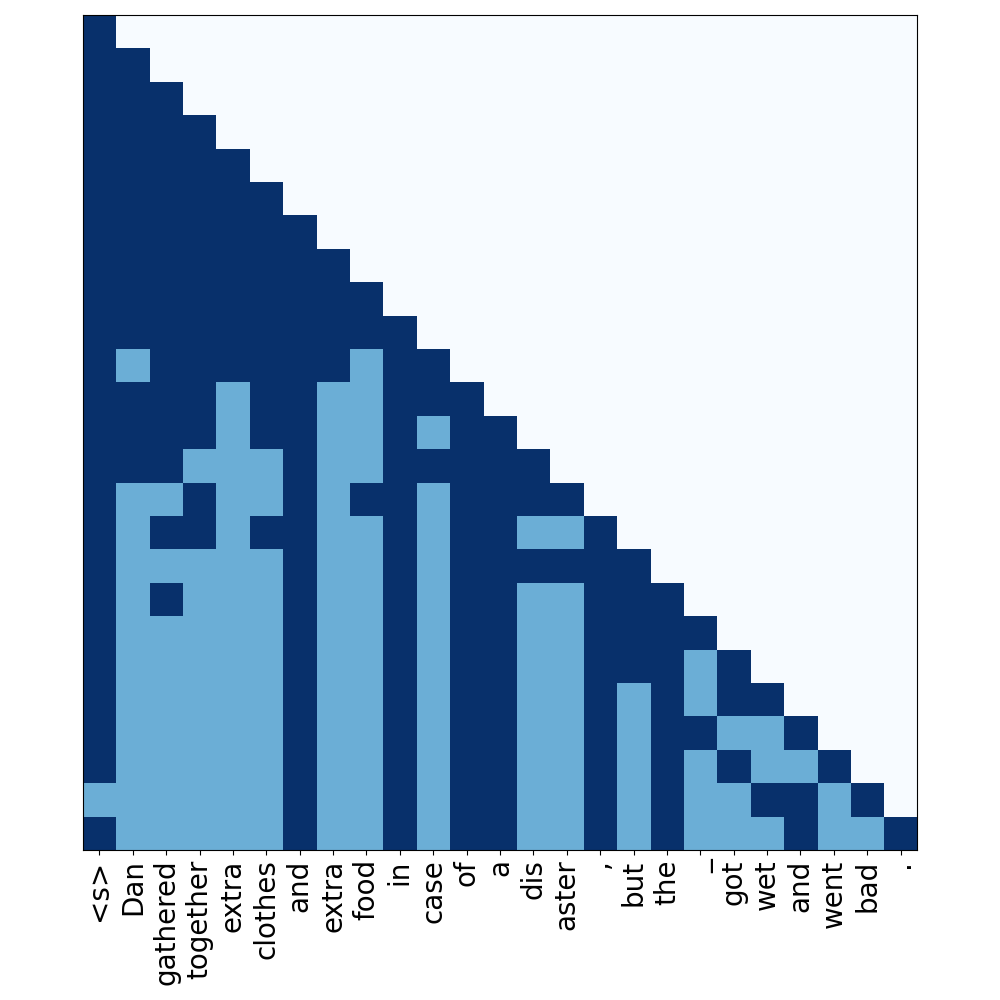 <s>
Dan
gathered
together
extra
clothes
and
extra
food
in
case
of
a
dis
aster
,
but
the
_
got
wet
and
went
bad
.